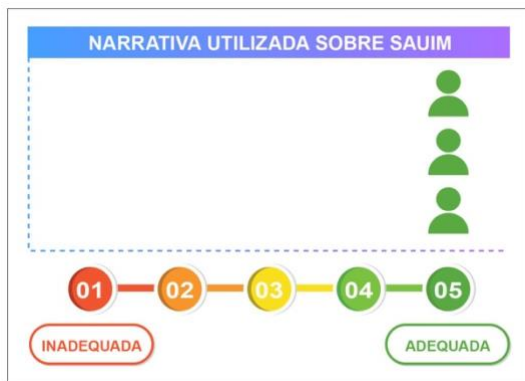 NARRATIVA UTILIZADA SOBRE SAUIM
01 02 03 04 05
INADEQUADA ADEQUADA